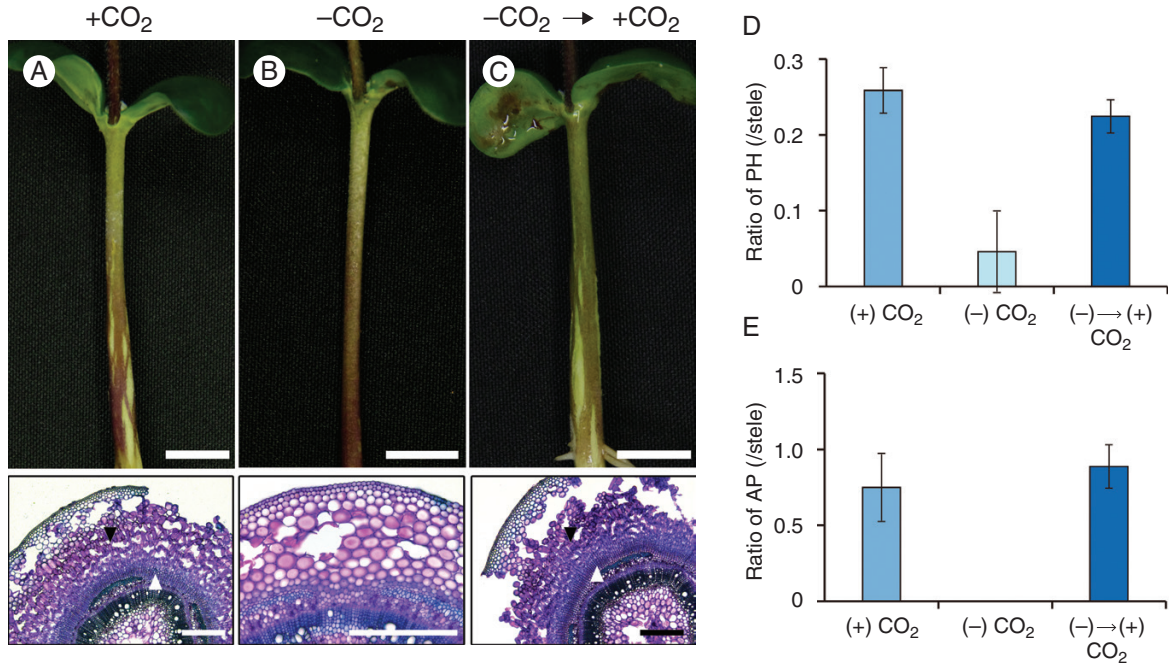 +CO2
–CO2
–CO2 → +CO2
A
B
C
D
0.3
0.2
0.1
0
Ratio of PH (/stele)
(+) CO2
(–) CO2
(–)→(+)
CO2
E
1.5
1.0
0.5
0
Ratio of AP (/stele)
(+) CO2
(–) CO2
(–)→(+)
CO2